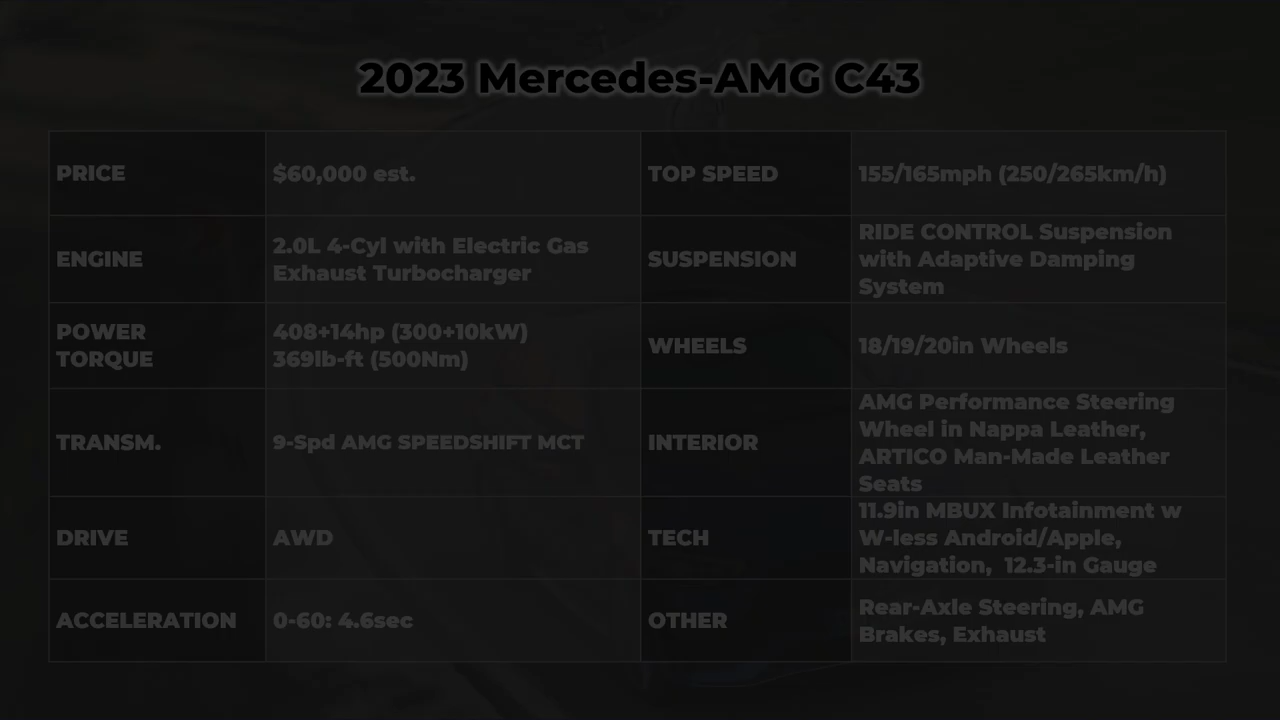 2023 Mercedes-AMG C43
PRICE
$60,000 est.
TOP SPEED
155/165mph (250/265km/h)
ENGINE
2.0L 4-Cyl with Electric Gas
Exhaust Turbocharger
SUSPENSION
RIDE CONTROL Suspension
with Adaptive Damping
System
POWER
TORQUE
408+14hp (300+10kW)
369lb-ft (500Nm)
WHEELS
18/19/20in Wheels
TRANSM.
9-Spd AMG SPEEDSHIFT MCT
INTERIOR
AMG Performance Steering
Wheel in Nappa Leather,
ARTICO Man-Made Leather
Seats
DRIVE
AWD
TECH
11.9in MBUX Infotainment w
W-less Android/Apple,
Navigation,  12.3-in Gauge
ACCELERATION
0-60: 4.6sec
OTHER
Rear-Axle Steering, AMG
Brakes, Exhaust